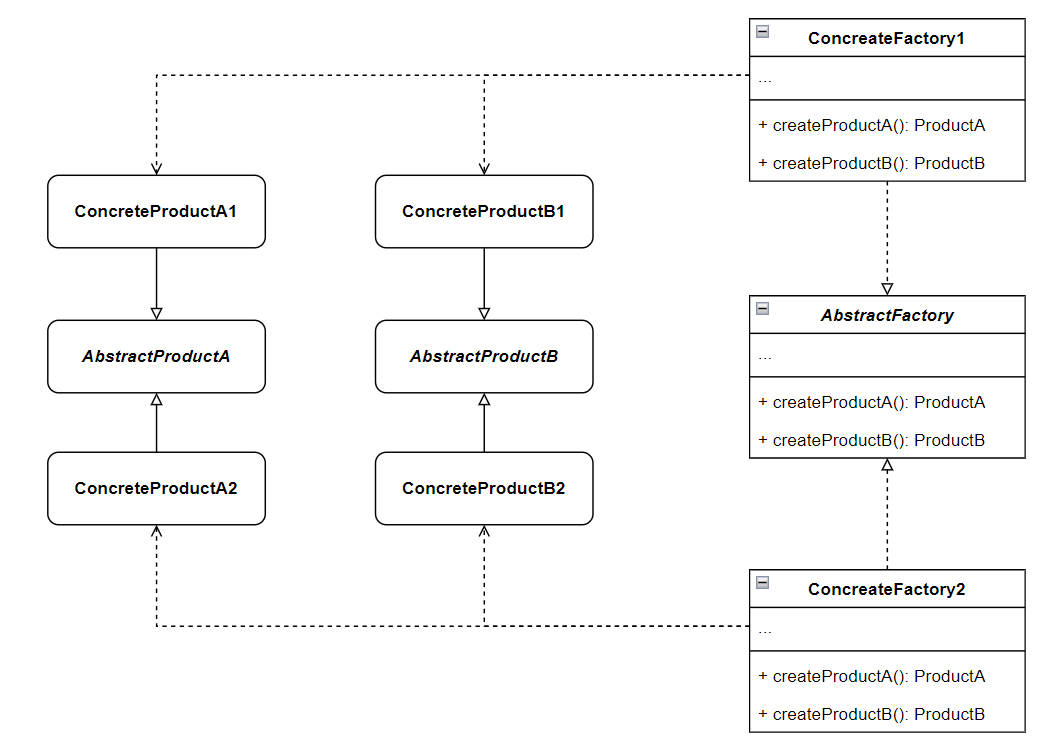 ConcreateFactory1
...
+ createProductA(): ProductA
+ createProductB(): ProductB
ConcreteProductA1
ConcreteProductB1
AbstractProductA
AbstractProductB
AbstractFactory
...
+ createProductA(): ProductA
+ createProductB(): ProductB
ConcreteProductA2
ConcreteProductB2
ConcreateFactory2
...
+ createProductA(): ProductA
+ createProductB(): ProductB